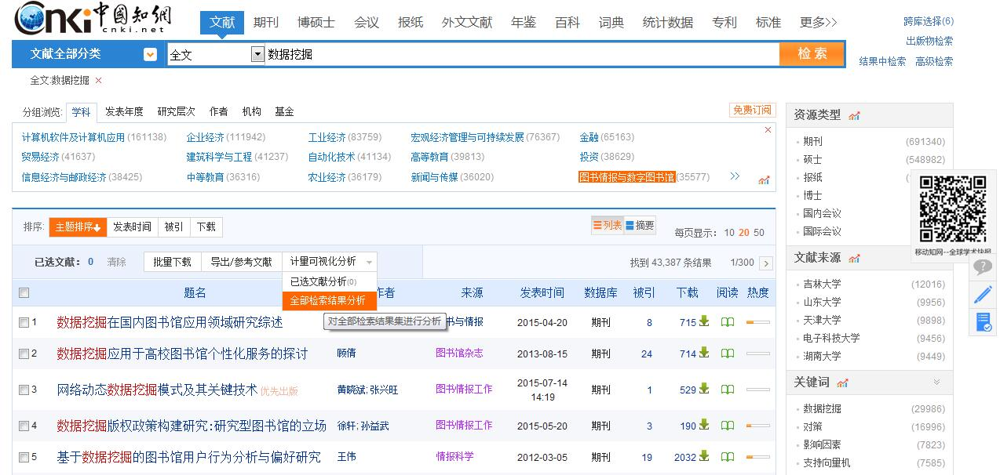 Cnki中国知网
cnki.net
文献 期刊 博硕士 会议 报纸 外文文献 年鉴 百科 词典 统计数据 专利 标准 更多>>
跨库选择(6)
出版物检索
文献全部分类 全文 数据挖掘 检索
结果中检索 高级检索
全文:数据挖掘 ×
分组浏览: 学科 发表年度 研究层次 作者 机构 基金 免费订阅
计算机软件及计算机应用(161138) 企业经济(111942) 工业经济(83759) 宏观经济管理与可持续发展(76367) 金融(65163)
贸易经济(41637) 建筑科学与工程(41237) 自动化技术(41134) 高等教育(39813) 投资(38629)
信息经济与邮政经济(38425) 中等教育(36316) 农业经济(36179) 新闻与传媒(36020) 图书情报与数字图书馆(35577) >>
排序: 主题排序↓ 发表时间 被引 下载 列表 摘要 每页显示: 10 20 50
已选文献: 0 清除 批量下载 导出/参考文献 计量可视化分析 找到 43,387 条结果 1/300 >
已选文献分析(0)
全部检索结果分析
对全部检索结果集进行分析
题名 作者 来源 发表时间 数据库 被引 下载 阅读 热度
1 数据挖掘在国内图书馆应用领域研究综述 书与情报 2015-04-20 期刊 8 715
2 数据挖掘应用于高校图书馆个性化服务的探讨 顾倩 图书馆杂志 2013-08-15 期刊 24 714
3 网络动态数据挖掘模式及其关键技术 优先出版 黄晓斌;张兴旺 图书情报工作 2015-07-14 14:19 期刊 1 529
4 数据挖掘版权政策构建研究:研究型图书馆的立场 徐轩;孙益武 图书情报工作 2015-05-20 期刊 3 190
5 基于数据挖掘的图书馆用户行为分析与偏好研究 王伟 情报科学 2012-03-05 期刊 19 2032
资源类型
期刊 (691340)
硕士 (548982)
报纸
博士
国内会议
国际会议
文献来源
吉林大学 (12016)
山东大学 (9956)
天津大学 (9898)
电子科技大学 (9456)
湖南大学 (9449)
关键词
数据挖掘 (29986)
对策 (16996)
影响因素 (7823)
支持向量机 (7585)
移动知网--全球学术快报